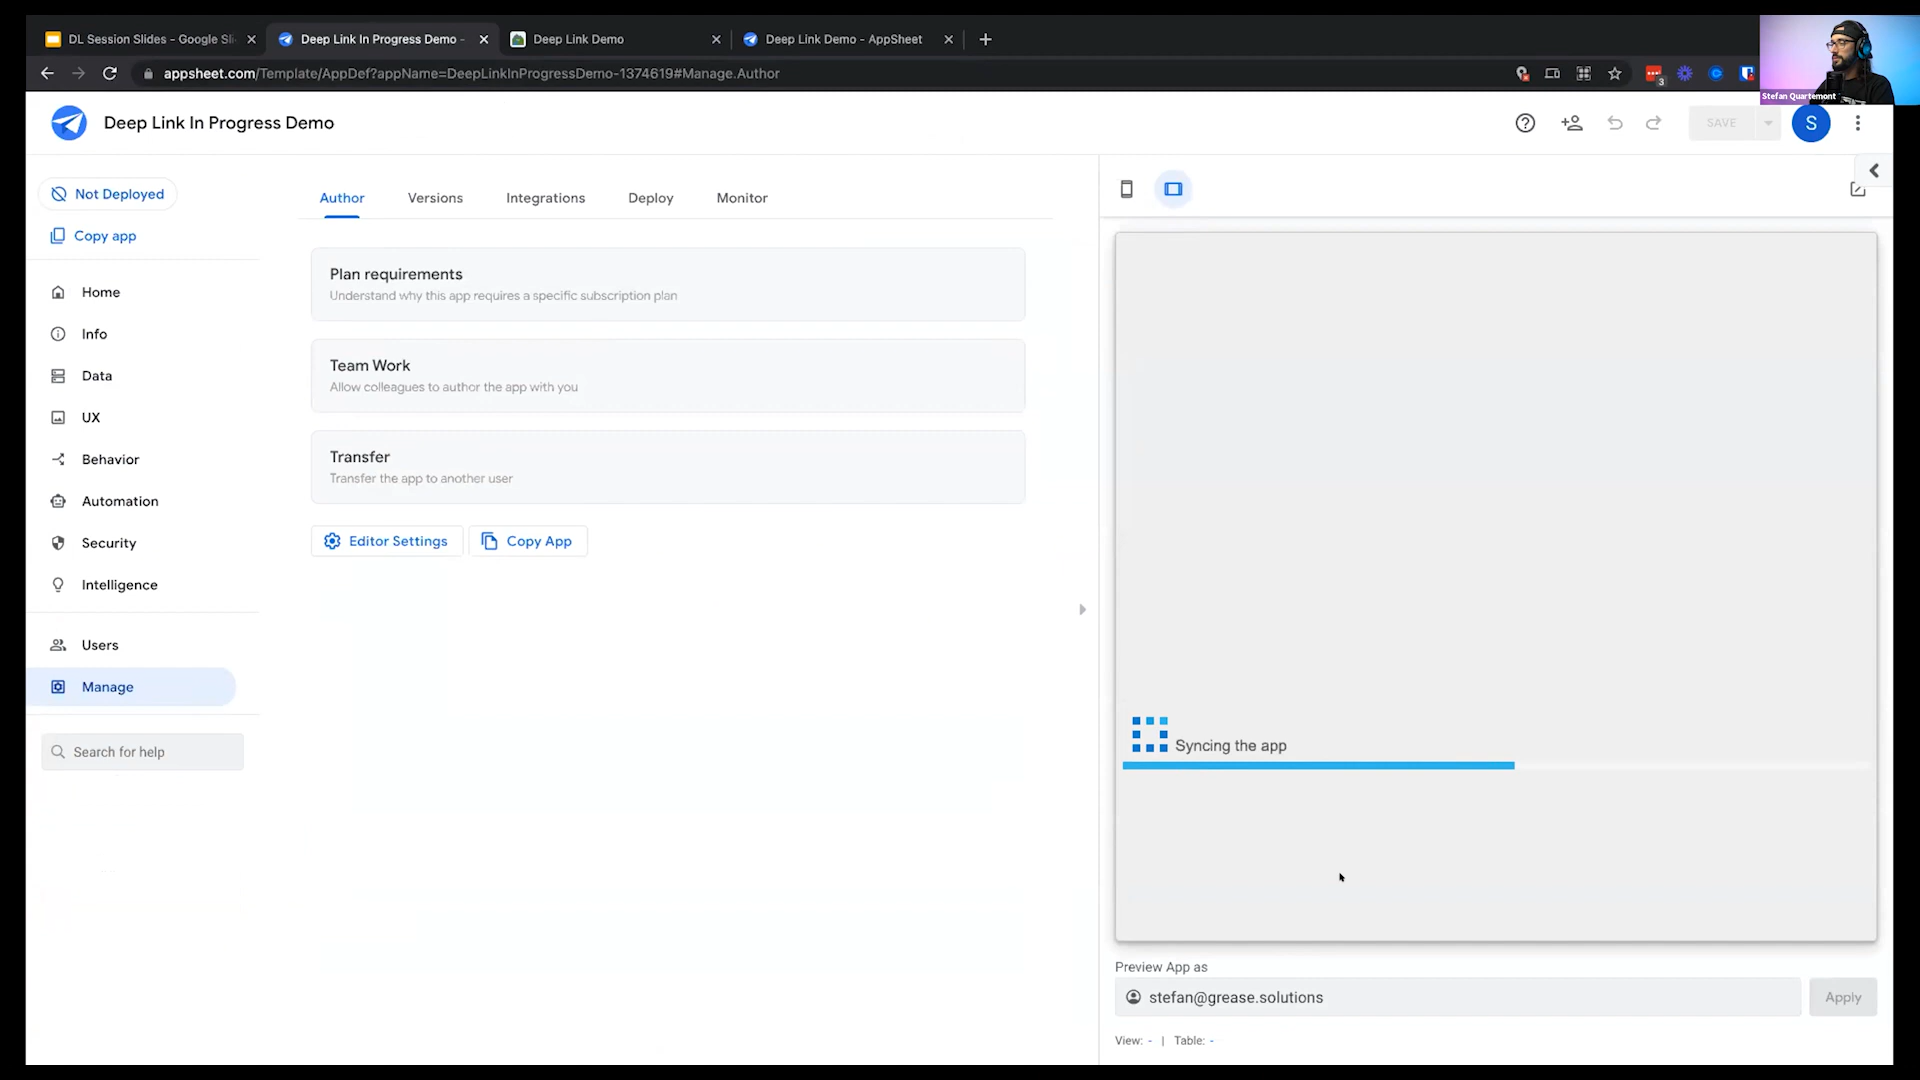 DL Session Slides - Google Sli
Deep Link In Progress Demo -
Deep Link Demo
Deep Link Demo - AppSheet
appsheet.com/Template/AppDef?appName=DeepLinkInProgressDemo-1374619#Manage.Author
3
Stefan Quartemont
Deep Link In Progress Demo
SAVE
S
Not Deployed
Copy app
Home
Info
Data
UX
Behavior
Automation
Security
Intelligence
Users
Manage
Search for help
Author
Versions
Integrations
Deploy
Monitor
Plan requirements
Understand why this app requires a specific subscription plan
Team Work
Allow colleagues to author the app with you
Transfer
Transfer the app to another user
Editor Settings
Copy App
Syncing the app
Preview App as
stefan@grease.solutions
Apply
View: - | Table: -